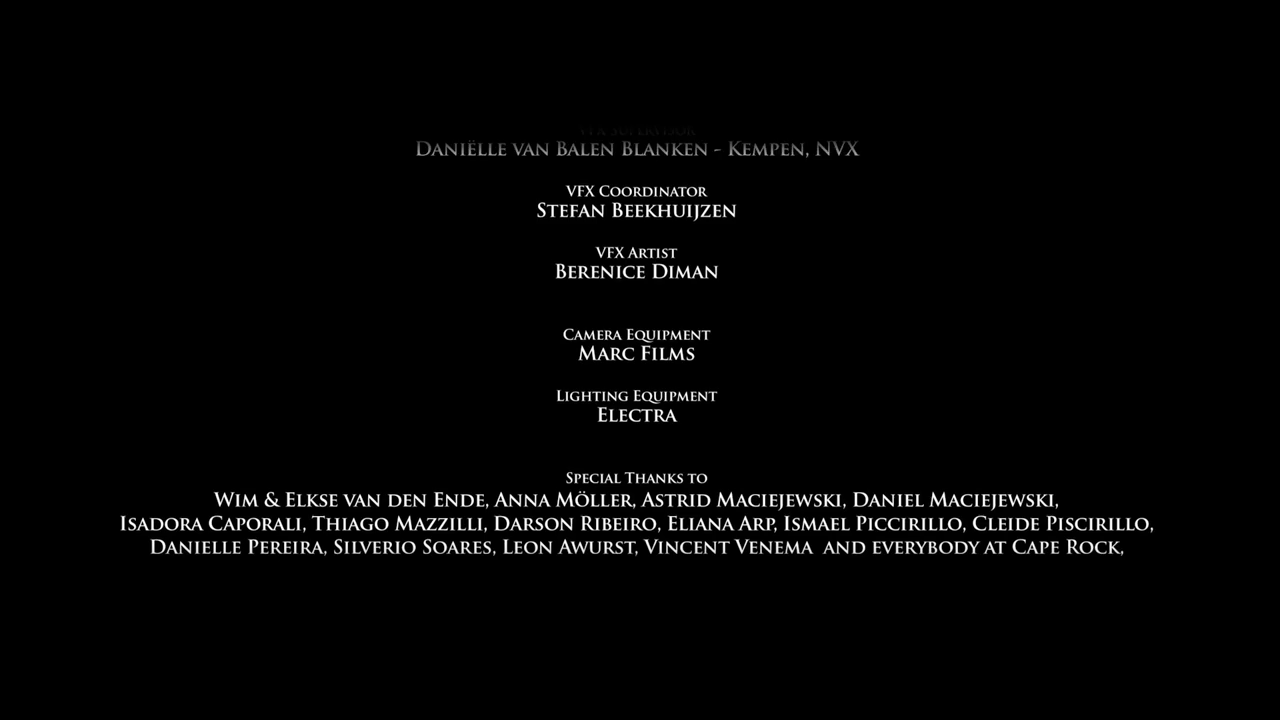 VFX Supervisor
Daniëlle van Balen Blanken - Kempen, NVX
VFX Coordinator
Stefan Beekhuijzen
VFX Artist
Berenice Diman
Camera Equipment
Marc Films
Lighting Equipment
Electra
Special Thanks to
Wim & Elkse van den Ende, Anna Möller, Astrid Maciejewski, Daniel Maciejewski,
Isadora Caporali, Thiago Mazzilli, Darson Ribeiro, Eliana Arp, Ismael Piccirillo, Cleide Piscirillo,
Danielle Pereira, Silverio Soares, Leon Awurst, Vincent Venema and everybody at Cape Rock,